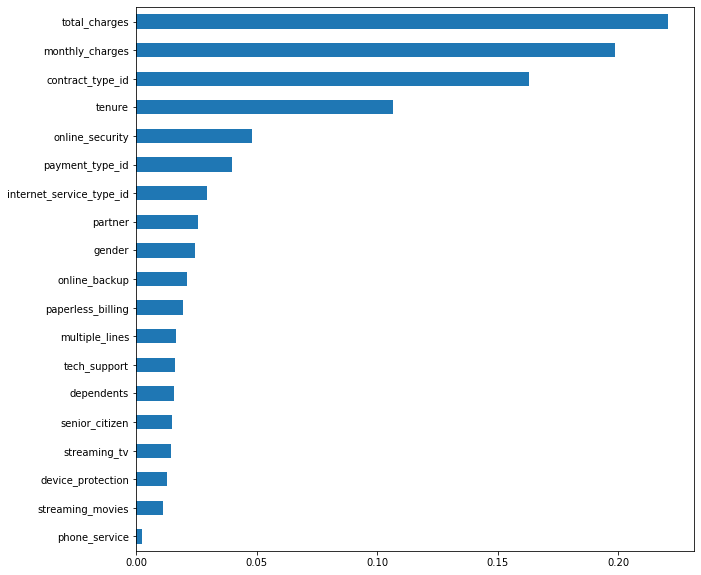 total_charges
monthly_charges
contract_type_id
tenure
online_security
payment_type_id
internet_service_type_id
partner
gender
online_backup
paperless_billing
multiple_lines
tech_support
dependents
senior_citizen
streaming_tv
device_protection
streaming_movies
phone_service
0.00 0.05 0.10 0.15 0.20